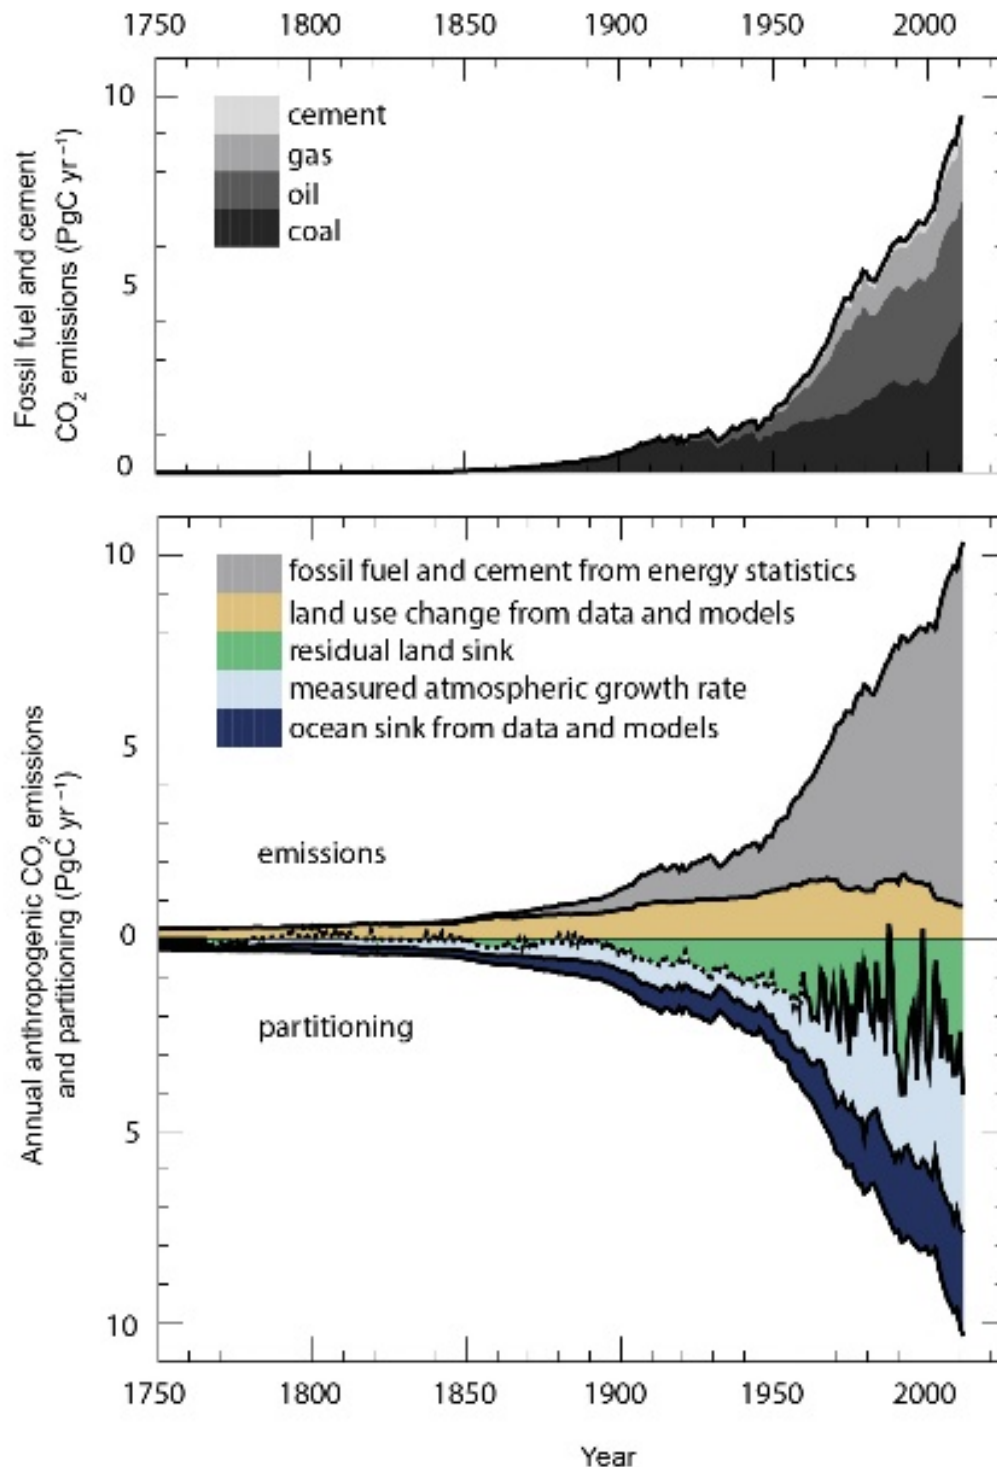 1750 1800 1850 1900 1950 2000
Fossil fuel and cement
CO₂ emissions (PgC yr⁻¹)
10
5
0
cement
gas
oil
coal
Annual anthropogenic CO₂ emissions
and partitioning (PgC yr⁻¹)
10
5
0
5
10
fossil fuel and cement from energy statistics
land use change from data and models
residual land sink
measured atmospheric growth rate
ocean sink from data and models
emissions
partitioning
1750 1800 1850 1900 1950 2000
Year